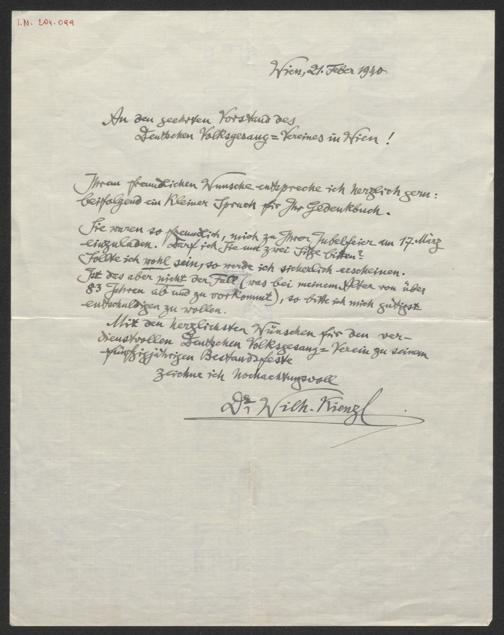 I.N. 204.099
Wien, 21. Feber 1940.
An den geehrten Vorstand des
Deutschen Volksgesang=Vereines in Wien!
Ihrem freundlichen Wunsche entspreche ich herzlich gern:
beifolgend ein kleiner Spruch für Ihr Gedenkbuch.
Sie waren so freundlich, mich zu Ihrer Jubelfeier am 17. März
einzuladen. Darf ich Sie um zwei Sitze bitten?
Sollte ich wohl sein, so werde ich sicherlich erscheinen.
Ist das aber nicht der Fall (was bei meinem Alter von über
83 Jahren ab und zu vorkommt), so bitte ich mich gütigst
entschuldigen zu wollen.
Mit den herzlichsten Wünschen für den ver-
dienstvollen Deutschen Volksgesang=Verein zu seinem
fünfzigjährigen Bestandsfeste
zeichne ich hochachtungsvoll
Dr. Wilh. Kienzl